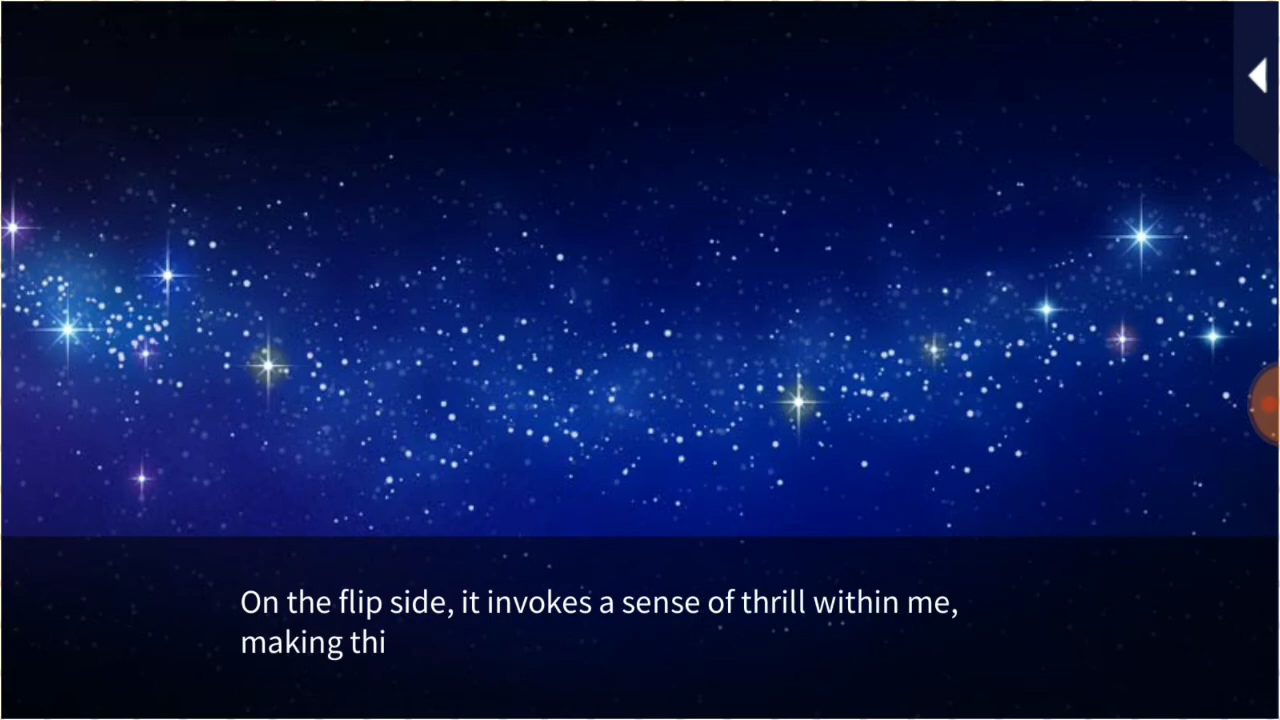 On the flip side, it invokes a sense of thrill within me,
making thi